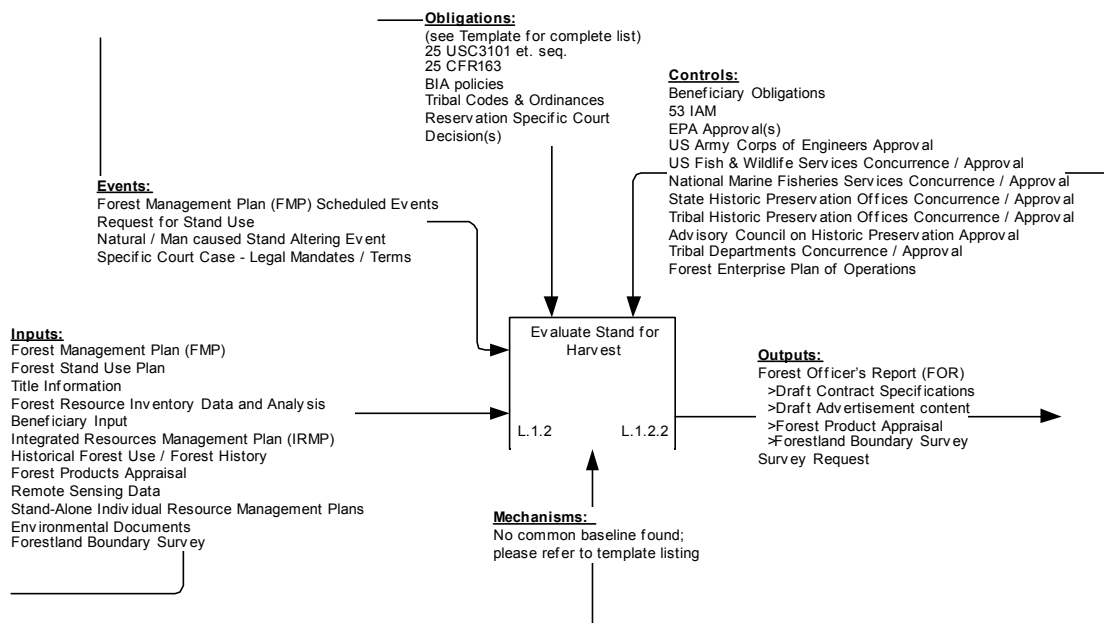 Obligations:
(see Template for complete list)
25 USC3101 et. seq.
25 CFR163
BIA policies
Tribal Codes & Ordinances
Reservation Specific Court
Decision(s)
Controls:
Beneficiary Obligations
53 IAM
EPA Approval(s)
US Army Corps of Engineers Approval
US Fish & Wildlife Services Concurrence / Approval
National Marine Fisheries Services Concurrence / Approval
State Historic Preservation Offices Concurrence / Approval
Tribal Historic Preservation Offices Concurrence / Approval
Advisory Council on Historic Preservation Approval
Tribal Departments Concurrence / Approval
Forest Enterprise Plan of Operations
Events:
Forest Management Plan (FMP) Scheduled Events
Request for Stand Use
Natural / Man caused Stand Altering Event
Specific Court Case - Legal Mandates / Terms
Inputs:
Forest Management Plan (FMP)
Forest Stand Use Plan
Title Information
Forest Resource Inventory Data and Analysis
Beneficiary Input
Integrated Resources Management Plan (IRMP)
Historical Forest Use / Forest History
Forest Products Appraisal
Remote Sensing Data
Stand-Alone Individual Resource Management Plans
Environmental Documents
Forestland Boundary Survey
Evaluate Stand for
Harvest
L.1.2
L.1.2.2
Outputs:
Forest Officer's Report (FOR)
>Draft Contract Specifications
>Draft Advertisement content
>Forest Product Appraisal
>Forestland Boundary Survey
Survey Request
Mechanisms:
No common baseline found;
please refer to template listing